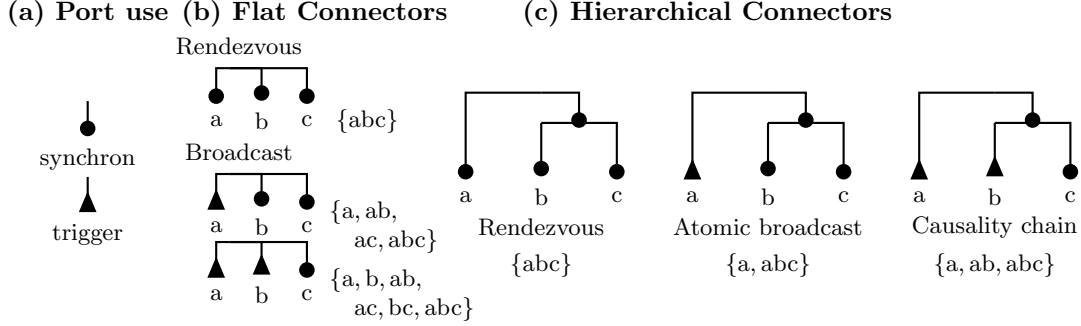 (a) Port use (b) Flat Connectors (c) Hierarchical Connectors
Rendezvous
a b c {abc}
synchron
Broadcast
a b c {a, ab,
ac, abc}
trigger
a b c {a, b, ab,
ac, bc, abc}
a b c
Rendezvous
{abc}
a b c
Atomic broadcast
{a, abc}
a b c
Causality chain
{a, ab, abc}